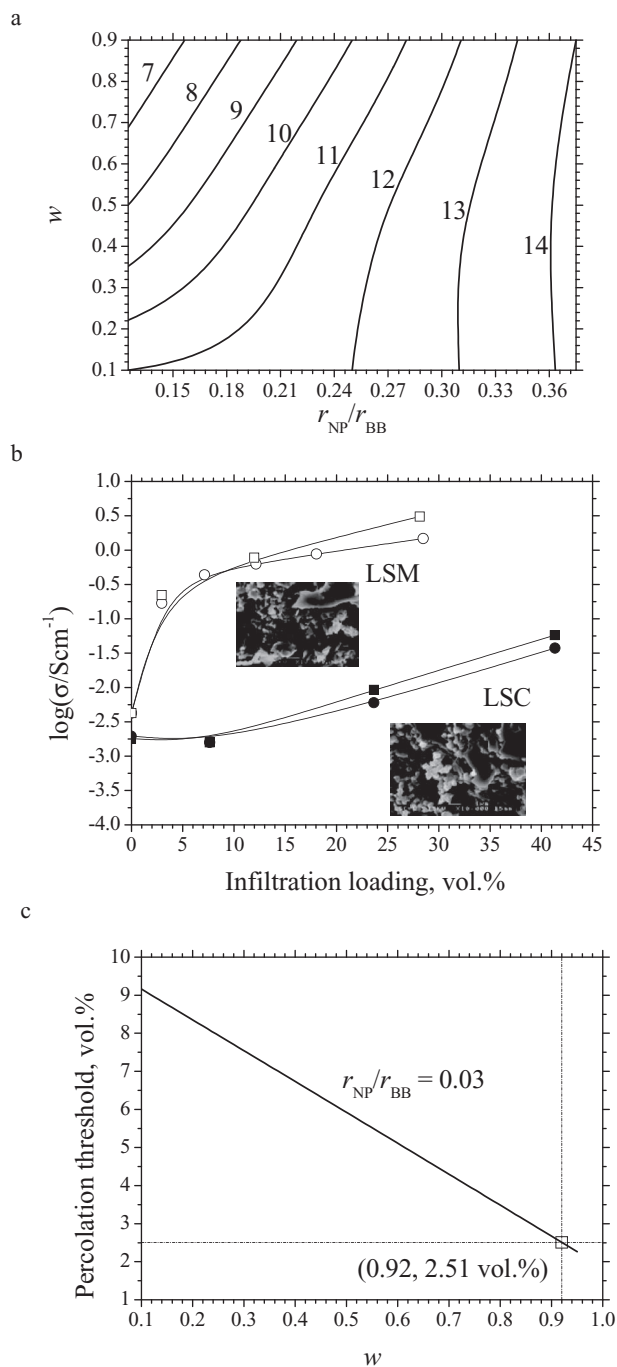 a
0.9
0.8
0.7
0.6
0.5
0.4
0.3
0.2
0.1
w
7
8
9
10
11
12
13
14
0.15 0.18 0.21 0.24 0.27 0.30 0.33 0.36
r_NP/r_BB
b
1.0
0.5
0.0
-0.5
-1.0
-1.5
-2.0
-2.5
-3.0
-3.5
-4.0
log(σ/Scm⁻¹)
LSM
LSC
0 5 10 15 20 25 30 35 40 45
Infiltration loading, vol.%
c
10
9
8
7
6
5
4
3
2
1
Percolation threshold, vol.%
r_NP/r_BB = 0.03
(0.92, 2.51 vol.%)
0.1 0.2 0.3 0.4 0.5 0.6 0.7 0.8 0.9 1.0
w